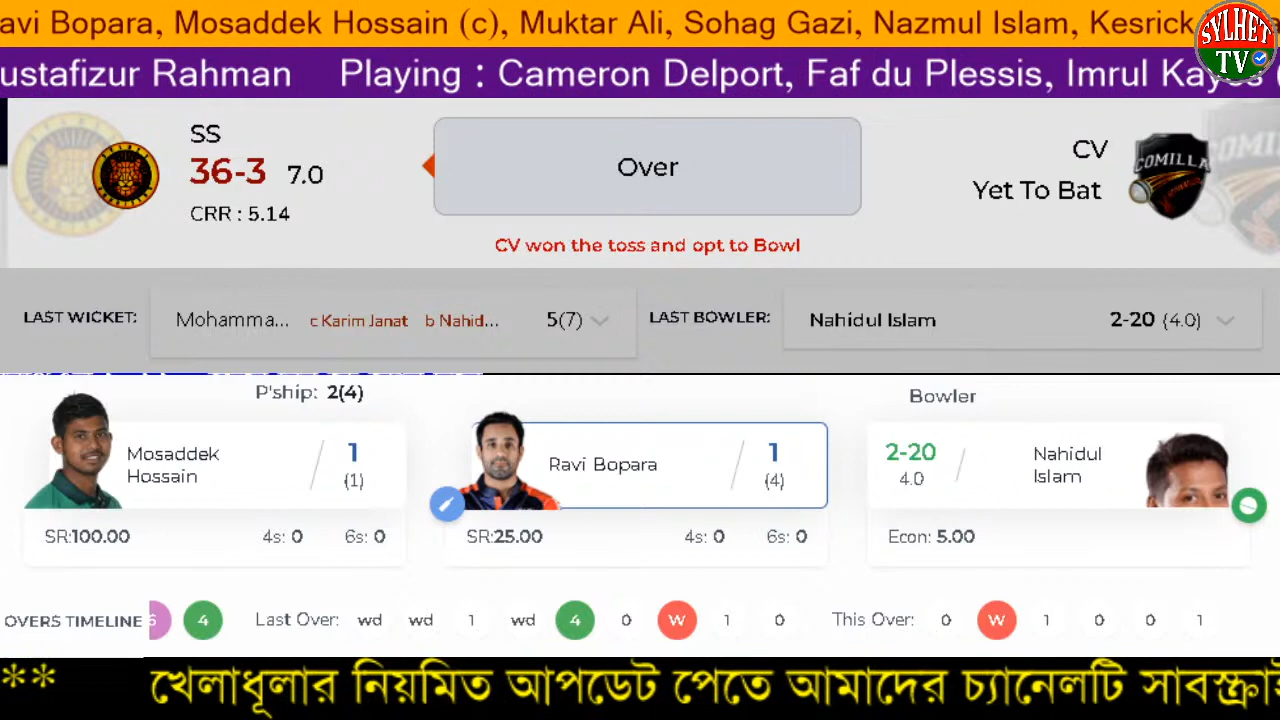 avi Bopara, Mosaddek Hossain (c), Muktar Ali, Sohag Gazi, Nazmul Islam, Kesrick
SYLHET TV
ustafizur Rahman Playing : Cameron Delport, Faf du Plessis, Imrul Kayes
SS
36-3 7.0
CRR : 5.14
Over
CV won the toss and opt to Bowl
CV
Yet To Bat
COMILLA
LAST WICKET: Mohamma... c Karim Janat b Nahid... 5(7) LAST BOWLER: Nahidul Islam 2-20 (4.0)
P'ship: 2(4) Bowler
Mosaddek Hossain 1 (1)
SR:100.00 4s: 0 6s: 0
Ravi Bopara 1 (4)
SR:25.00 4s: 0 6s: 0
2-20 4.0 Nahidul Islam
Econ: 5.00
OVERS TIMELINE 6 4 Last Over: wd wd 1 wd 4 0 W 1 0 This Over: 0 W 1 0 0 1
** খেলাধূলার নিয়মিত আপডেট পেতে আমাদের চ্যানেলটি সাবস্ক্রাই